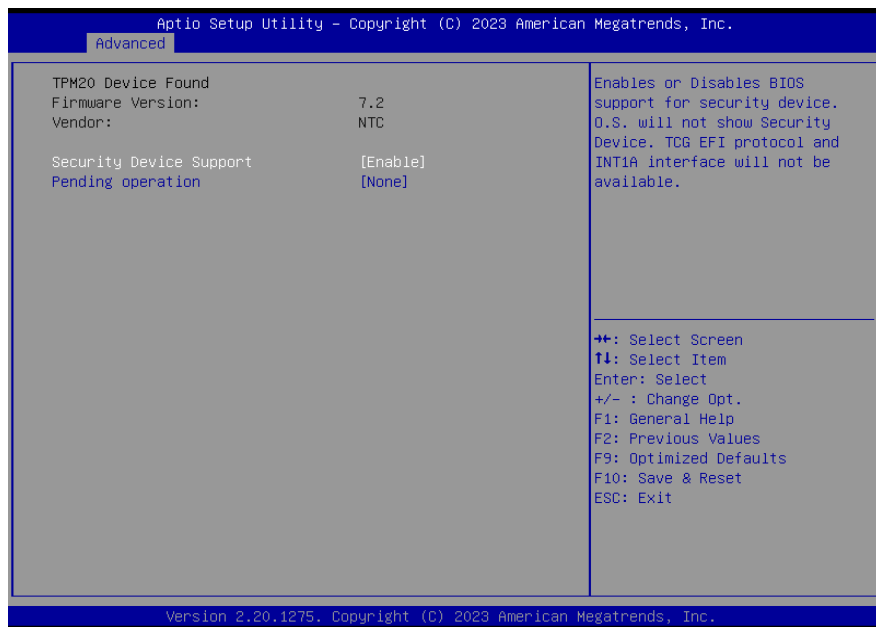 Aptio Setup Utility – Copyright (C) 2023 American Megatrends, Inc.
Advanced
TPM20 Device Found
Firmware Version: 7.2
Vendor: NTC
Security Device Support [Enable]
Pending operation [None]
Enables or Disables BIOS
support for security device.
O.S. will not show Security
Device. TCG EFI protocol and
INT1A interface will not be
available.
→←: Select Screen
↑↓: Select Item
Enter: Select
+/- : Change Opt.
F1: General Help
F2: Previous Values
F9: Optimized Defaults
F10: Save & Reset
ESC: Exit
Version 2.20.1275. Copyright (C) 2023 American Megatrends, Inc.